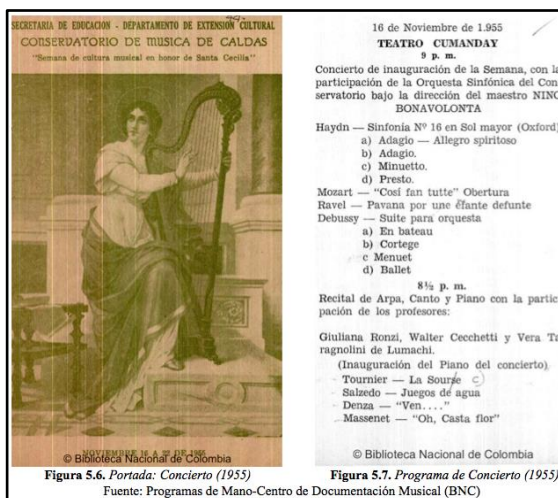 SECRETARIA DE EDUCACION - DEPARTAMENTO DE EXTENSION CULTURAL
CONSERVATORIO DE MUSICA DE CALDAS
"Semana de cultura musical en honor de Santa Cecilia"
NOVIEMBRE 16 A 22 DE 1955
© Biblioteca Nacional de Colombia
Figura 5.6. Portada: Concierto (1955)
16 de Noviembre de 1.955
TEATRO CUMANDAY
9 p. m.
Concierto de inauguración de la Semana, con la
participación de la Orquesta Sinfónica del Con
servatorio bajo la dirección del maestro NINO
BONAVOLONTA
Haydn — Sinfonía Nº 16 en Sol mayor (Oxford)
a) Adagio — Allegro spiritoso
b) Adagio.
c) Minuetto.
d) Presto.
Mozart — "Cosí fan tutte" Obertura
Ravel — Pavana por une éfante defunte
Debussy — Suite para orquesta
a) En bateau
b) Cortege
c Menuet
d) Ballet
8½ p. m.
Recital de Arpa, Canto y Piano con la partic
pación de los profesores:
Giuliana Ronzi, Walter Cecchetti y Vera Ta
ragnolini de Lumachi.
(Inauguración del Piano del concierto)
Tournier — La Sourse c
Salzedo — Juegos de agua
Denza — "Ven...."
Massenet — "Oh, Casta flor"
© Biblioteca Nacional de Colombia
Figura 5.7. Programa de Concierto (1955)
Fuente: Programas de Mano-Centro de Documentación Musical (BNC)